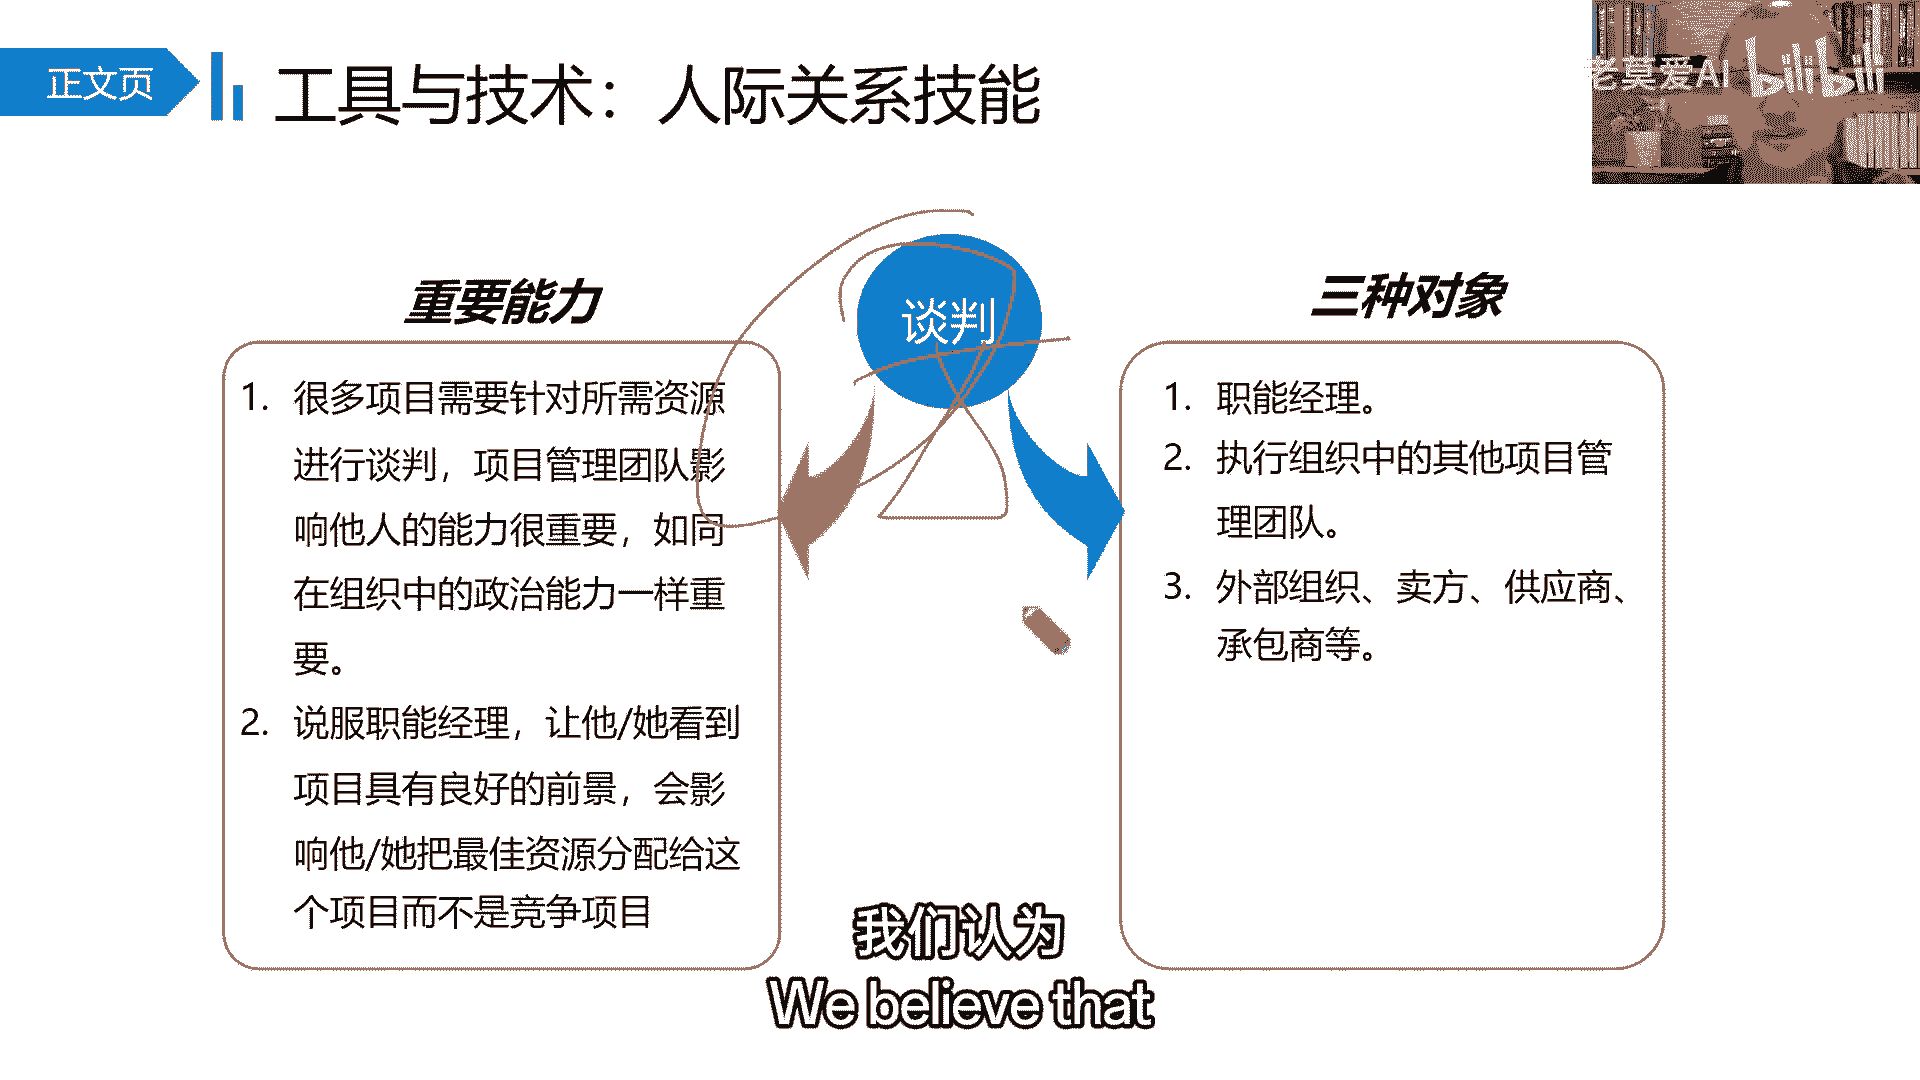 正文页
工具与技术：人际关系技能
老莫爱AI bilibili
谈判
重要能力
1. 很多项目需要针对所需资源
进行谈判，项目管理团队影
响他人的能力很重要，如同
在组织中的政治能力一样重
要。
2. 说服职能经理，让他/她看到
项目具有良好的前景，会影
响他/她把最佳资源分配给这
个项目而不是竞争项目
三种对象
1. 职能经理。
2. 执行组织中的其他项目管
理团队。
3. 外部组织、卖方、供应商、
承包商等。
我们认为
We believe that